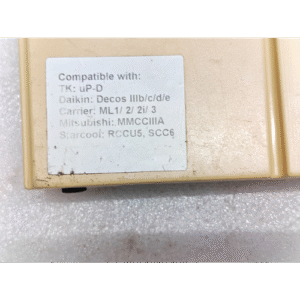 Compatible with:
TK: uP-D
Daikin: Decos IIIb/c/d/e
Carrier: ML1/ 2/ 2i/ 3
Mitsubishi: MMCCIIIA
Starcool: RCCU5, SCC6